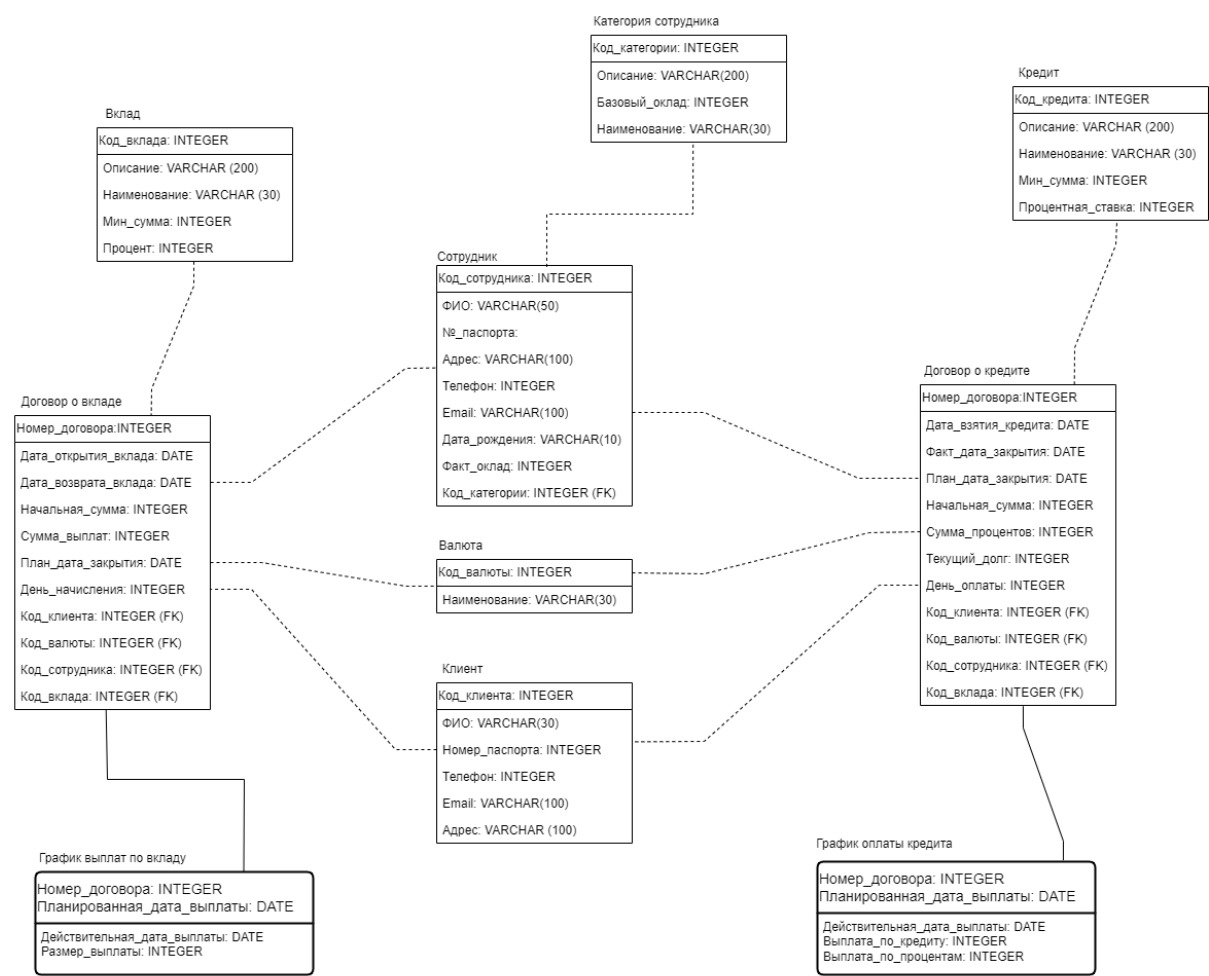 Категория сотрудника
Код_категории: INTEGER
Описание: VARCHAR(200)
Базовый_оклад: INTEGER
Наименование: VARCHAR(30)
Кредит
Код_кредита: INTEGER
Описание: VARCHAR (200)
Наименование: VARCHAR (30)
Мин_сумма: INTEGER
Процентная_ставка: INTEGER
Вклад
Код_вклада: INTEGER
Описание: VARCHAR (200)
Наименование: VARCHAR (30)
Мин_сумма: INTEGER
Процент: INTEGER
Сотрудник
Код_сотрудника: INTEGER
ФИО: VARCHAR(50)
№_паспорта:
Адрес: VARCHAR(100)
Телефон: INTEGER
Email: VARCHAR(100)
Дата_рождения: VARCHAR(10)
Факт_оклад: INTEGER
Код_категории: INTEGER (FK)
Договор о вкладе
Номер_договора:INTEGER
Дата_открытия_вклада: DATE
Дата_возврата_вклада: DATE
Начальная_сумма: INTEGER
Сумма_выплат: INTEGER
План_дата_закрытия: DATE
День_начисления: INTEGER
Код_клиента: INTEGER (FK)
Код_валюты: INTEGER (FK)
Код_сотрудника: INTEGER (FK)
Код_вклада: INTEGER (FK)
Договор о кредите
Номер_договора:INTEGER
Дата_взятия_кредита: DATE
Факт_дата_закрытия: DATE
План_дата_закрытия: DATE
Начальная_сумма: INTEGER
Сумма_процентов: INTEGER
Текущий_долг: INTEGER
День_оплаты: INTEGER
Код_клиента: INTEGER (FK)
Код_валюты: INTEGER (FK)
Код_сотрудника: INTEGER (FK)
Код_вклада: INTEGER (FK)
Валюта
Код_валюты: INTEGER
Наименование: VARCHAR(30)
Клиент
Код_клиента: INTEGER
ФИО: VARCHAR(30)
Номер_паспорта: INTEGER
Телефон: INTEGER
Email: VARCHAR(100)
Адрес: VARCHAR (100)
График выплат по вкладу
Номер_договора: INTEGER
Планированная_дата_выплаты: DATE
Действительная_дата_выплаты: DATE
Размер_выплаты: INTEGER
График оплаты кредита
Номер_договора: INTEGER
Планированная_дата_выплаты: DATE
Действительная_дата_выплаты: DATE
Выплата_по_кредиту: INTEGER
Выплата_по_процентам: INTEGER